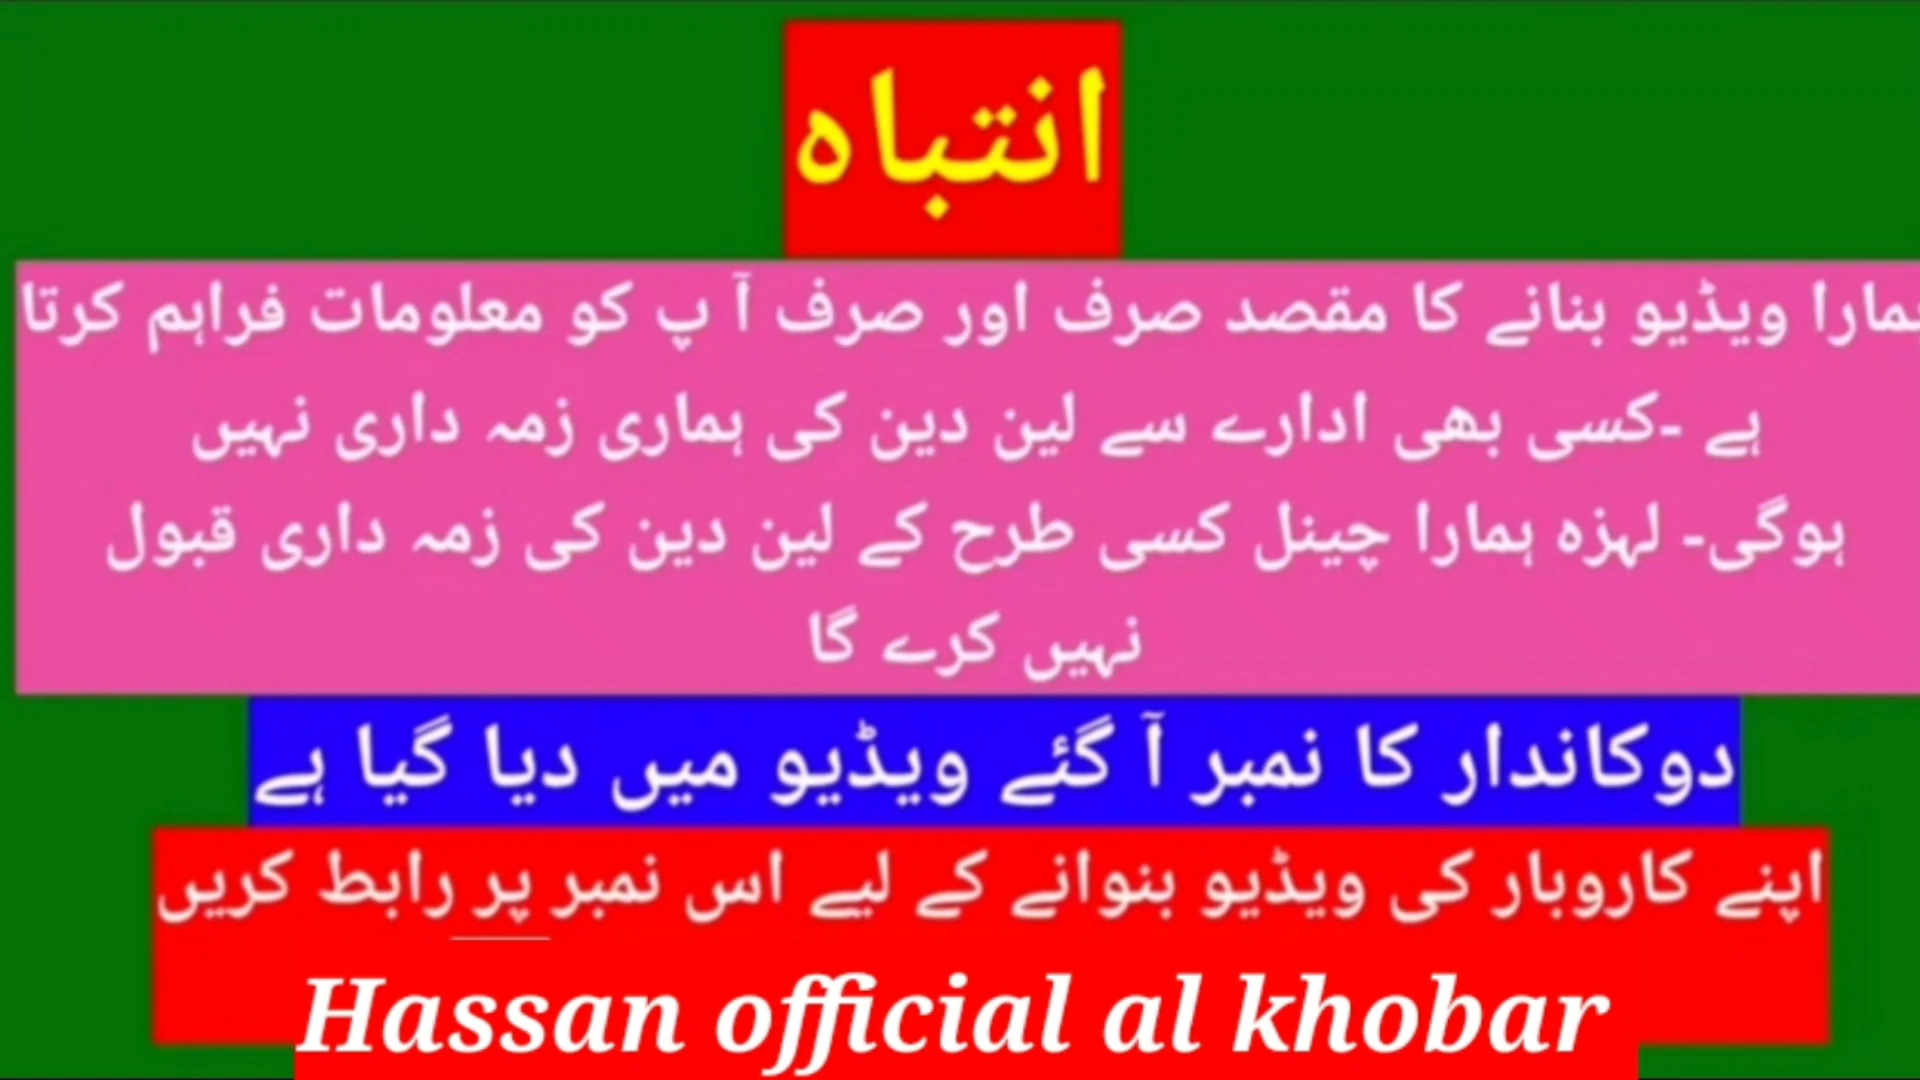 انتباہ
ہمارا ویڈیو بنانے کا مقصد صرف اور صرف آ پ کو معلومات فراہم کرتا
ہے -کسی بھی ادارے سے لین دین کی ہماری زمہ داری نہیں
ہوگی- لہزہ ہمارا چینل کسی طرح کے لین دین کی زمہ داری قبول
نہیں کرے گا
دوکاندار کا نمبر آ گئے ویڈیو میں دیا گیا ہے
اپنے کاروبار کی ویڈیو بنوانے کے لیے اس نمبر پر رابط کریں
Hassan official al khobar